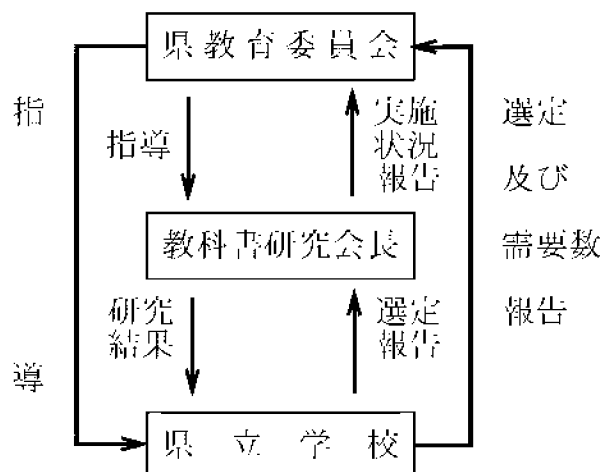 県教育委員会
指導
指導
実施
状況
報告
選定
及び
需要数
報告
教科書研究会長
研究
結果
選定
報告
県立学校